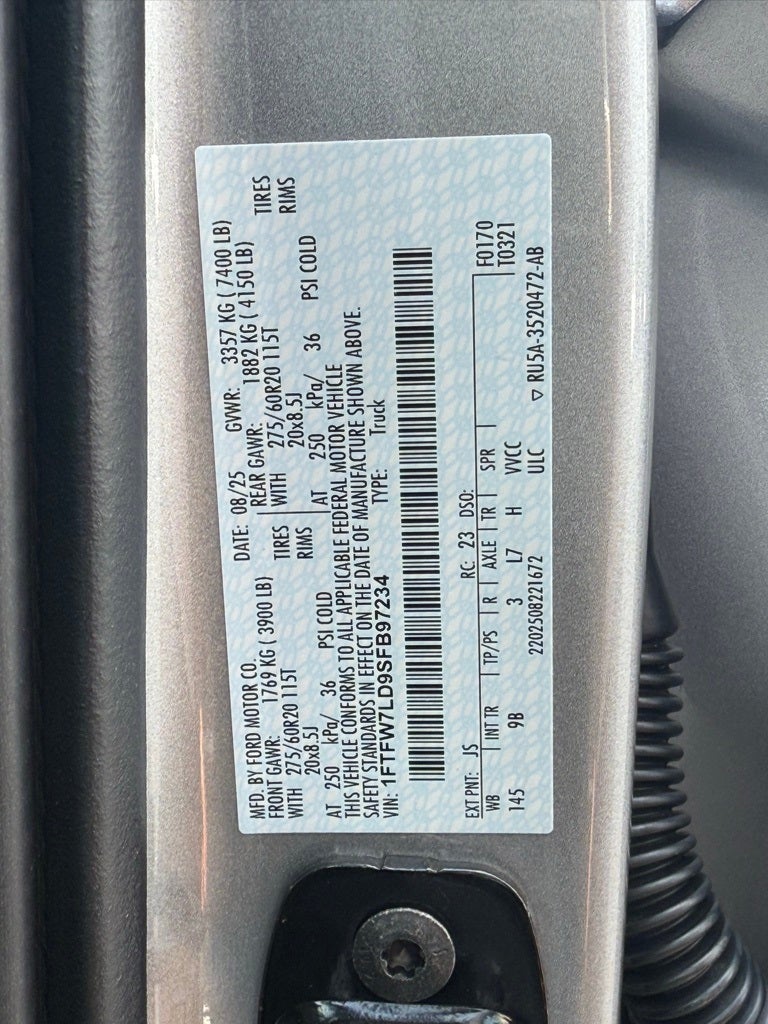 MFD. BY FORD MOTOR CO. DATE: 08/25 GVWR: 3357 KG ( 7400 LB)
FRONT GAWR: 1769 KG ( 3900 LB) REAR GAWR: 1882 KG ( 4150 LB)
WITH 275/60R20 115T TIRES WITH 275/60R20 115T TIRES
20x8.5J RIMS 20x8.5J RIMS
AT 250 kPa/ 36 PSI COLD AT 250 kPa/ 36 PSI COLD
THIS VEHICLE CONFORMS TO ALL APPLICABLE FEDERAL MOTOR VEHICLE
SAFETY STANDARDS IN EFFECT ON THE DATE OF MANUFACTURE SHOWN ABOVE.
VIN: 1FTFW7LD9SFB97234 TYPE: Truck
EXT PNT: JS RC: 23 DSO: F0170
WB INT TR TP/PS R AXLE TR SPR T0321
145 9B 3 L7 H VVCC
2202508221672 ULC ▽ RU5A-3520472-AB